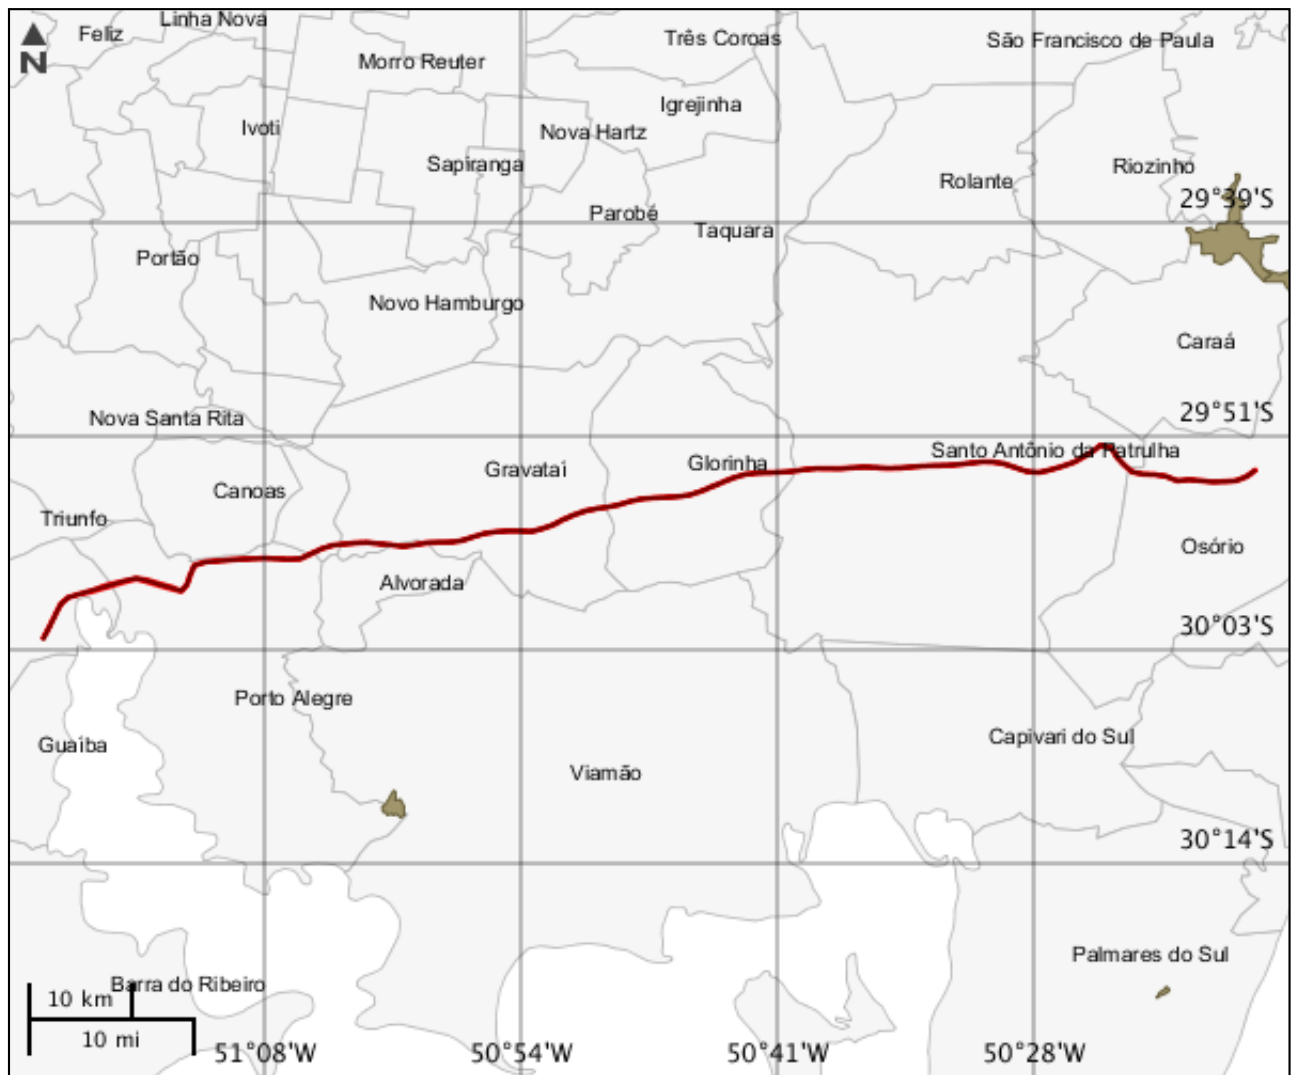 Linha Nova
Feliz
Três Coroas
São Francisco de Paula
N
Morro Reuter
Igrejinha
Ivoti
Nova Hartz
Sapiranga
Riozinho
Rolante
29°39'S
Parobé
Taquara
Portão
Novo Hamburgo
Caraá
29°51'S
Nova Santa Rita
Santo Antônio da Patrulha
Glorinha
Gravataí
Canoas
Triunfo
Osório
Alvorada
30°03'S
Porto Alegre
Capivari do Sul
Guaíba
Viamão
30°14'S
Palmares do Sul
Barra do Ribeiro
10 km
10 mi
51°08'W
50°54'W
50°41'W
50°28'W